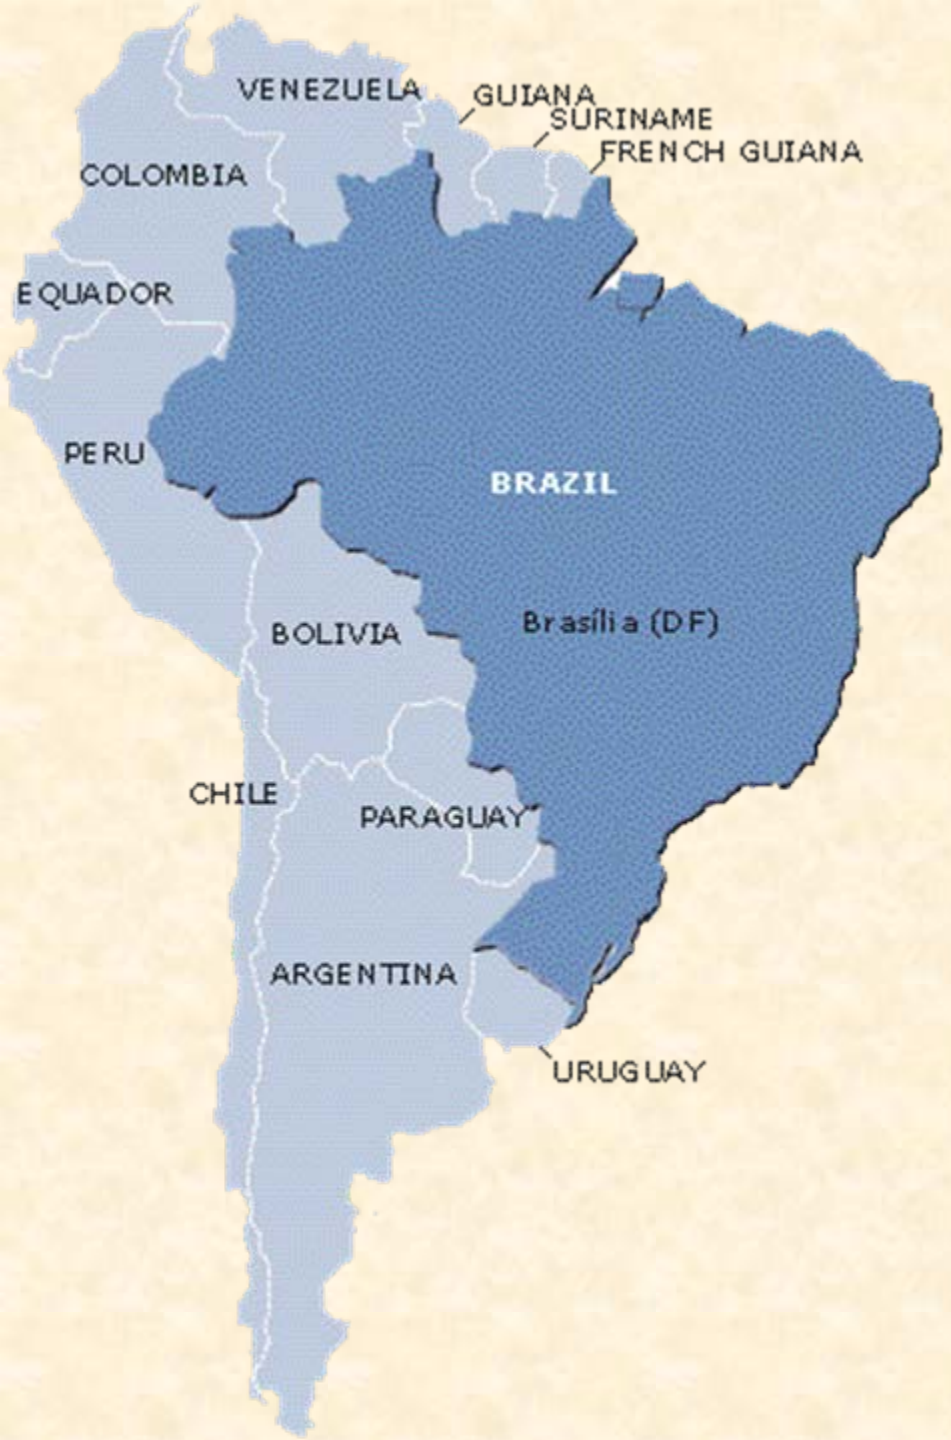 VENEZUELA
GUIANA
SURINAME
FRENCH GUIANA
COLOMBIA
EQUADOR
PERU
BRAZIL
Brasília (DF)
BOLIVIA
CHILE
PARAGUAY
ARGENTINA
URUGUAY